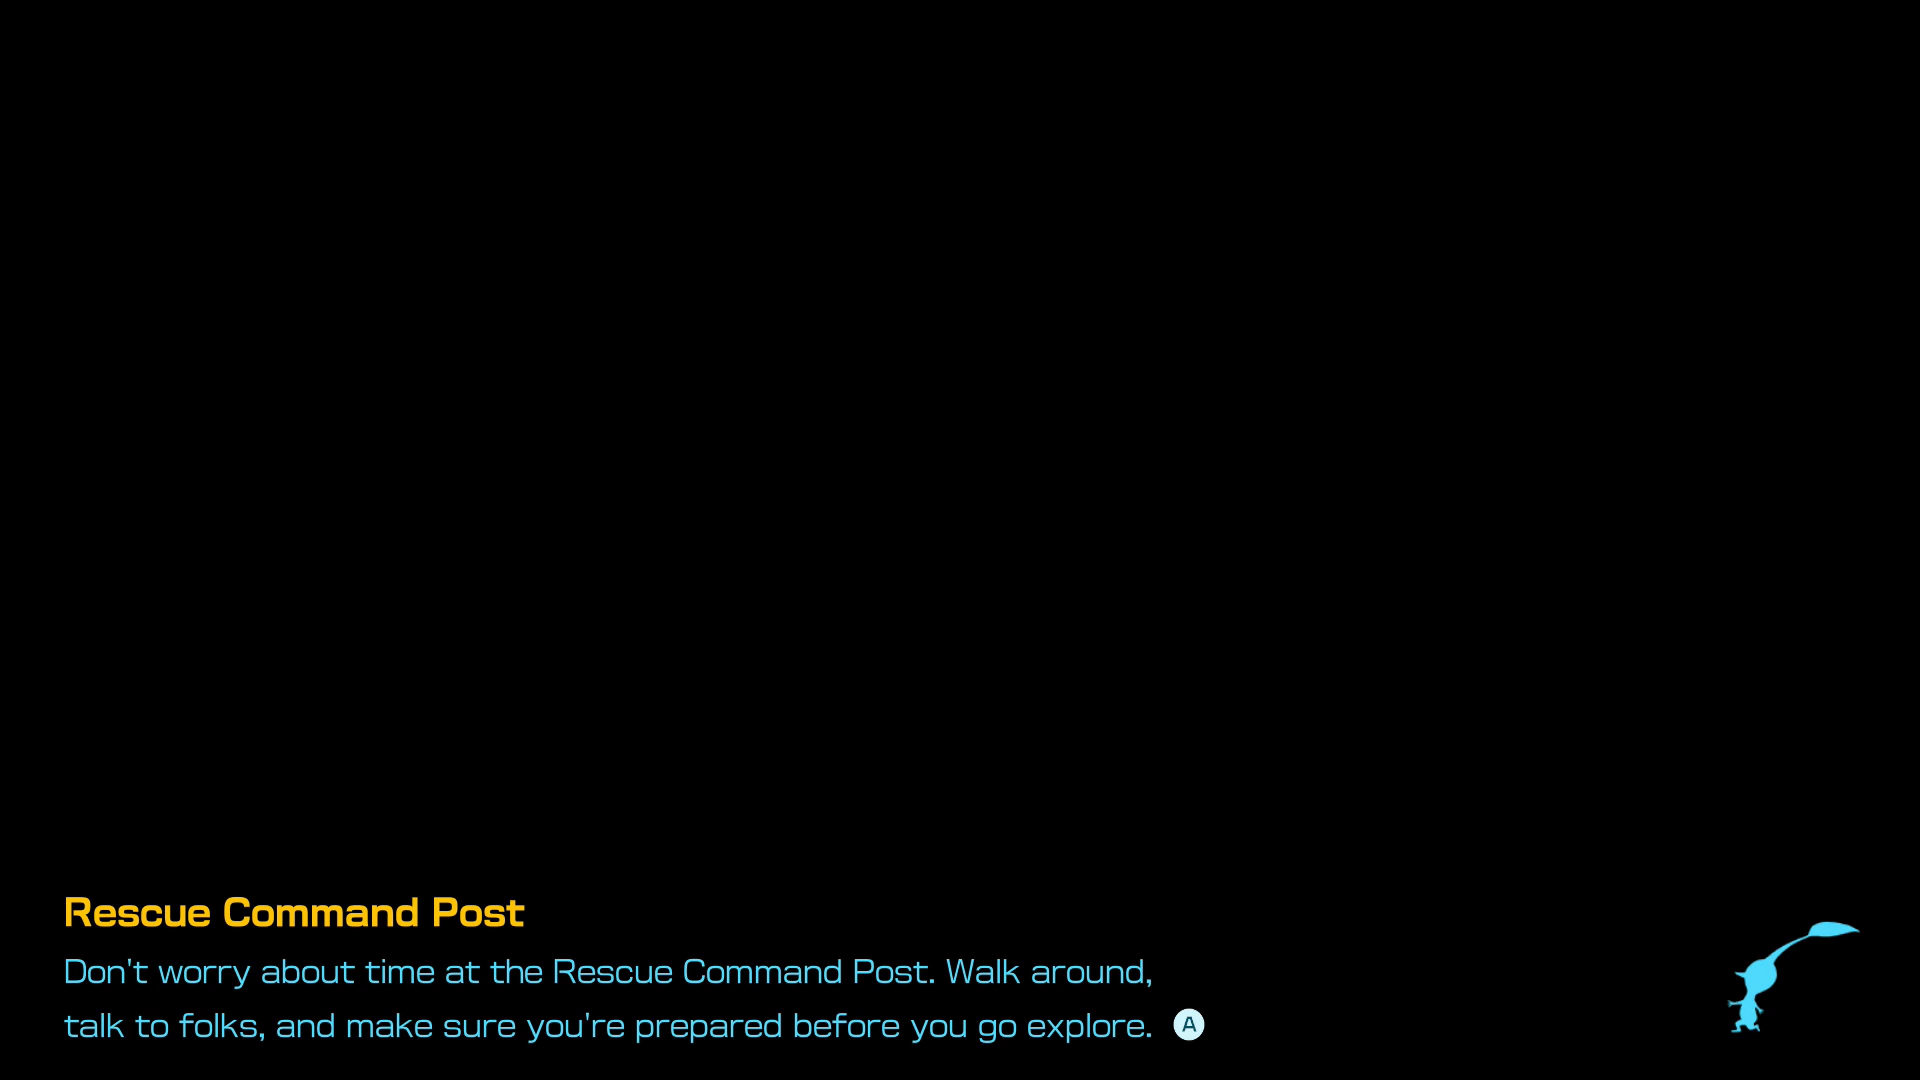 Rescue Command Post
Don't worry about time at the Rescue Command Post. Walk around,
talk to folks, and make sure you're prepared before you go explore. A